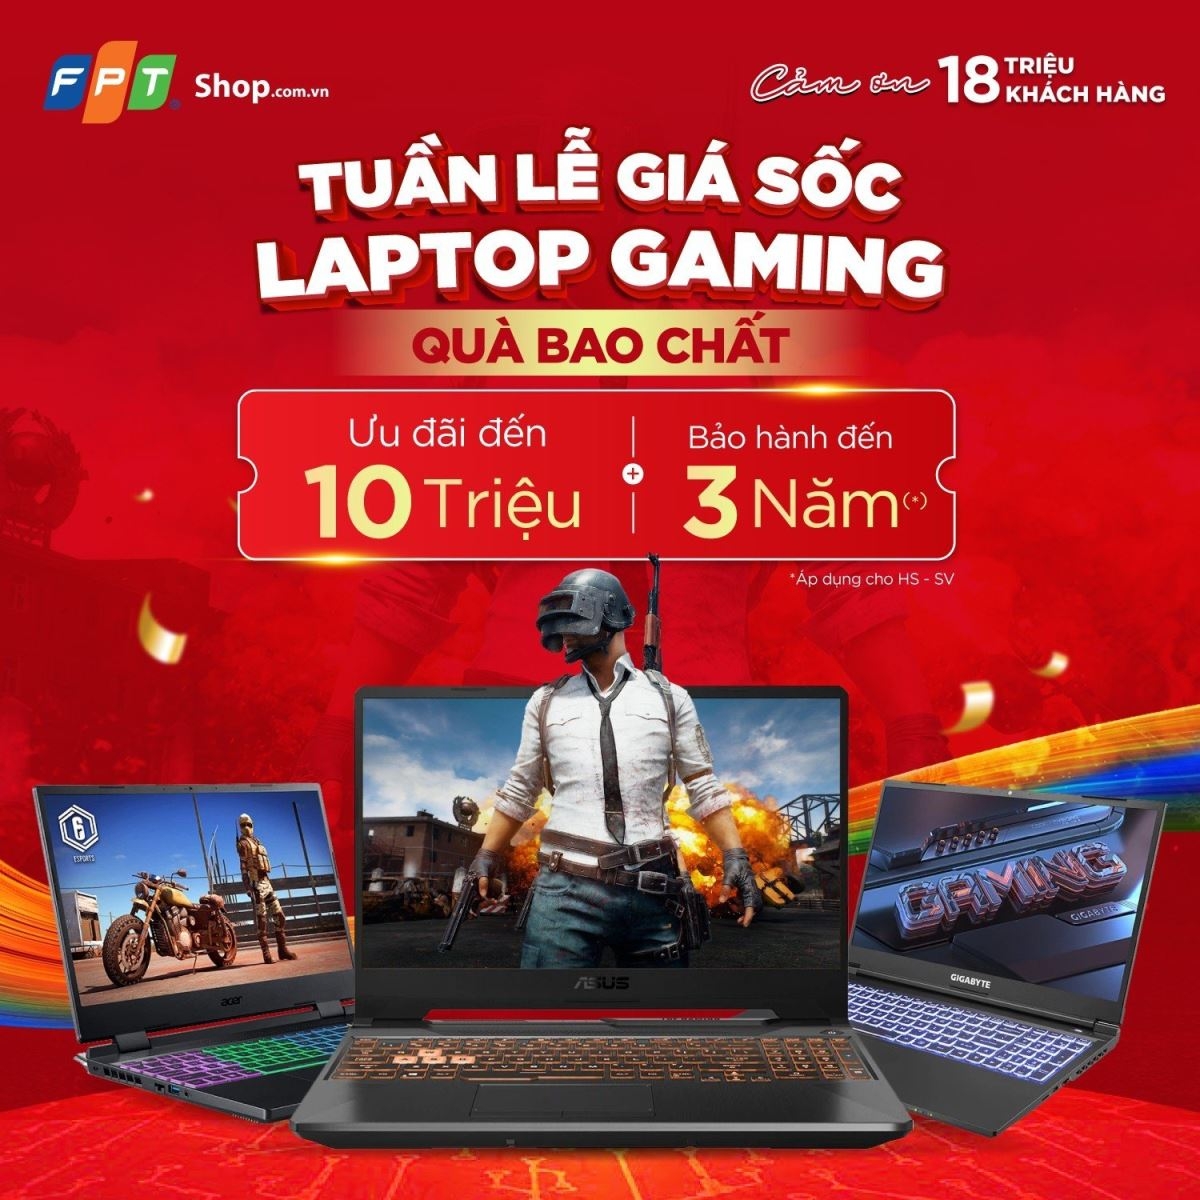 FPT Shop.com.vn
Cảm ơn 18 TRIỆU KHÁCH HÀNG
TUẦN LỄ GIÁ SỐC
LAPTOP GAMING
QUÀ BAO CHẤT
Ưu đãi đến
10 Triệu
+
Bảo hành đến
3 Năm(*)
*Áp dụng cho HS - SV
6
ESPORTS
acer
ASUS
GAMING
GIGABYTE
GIGABYTE